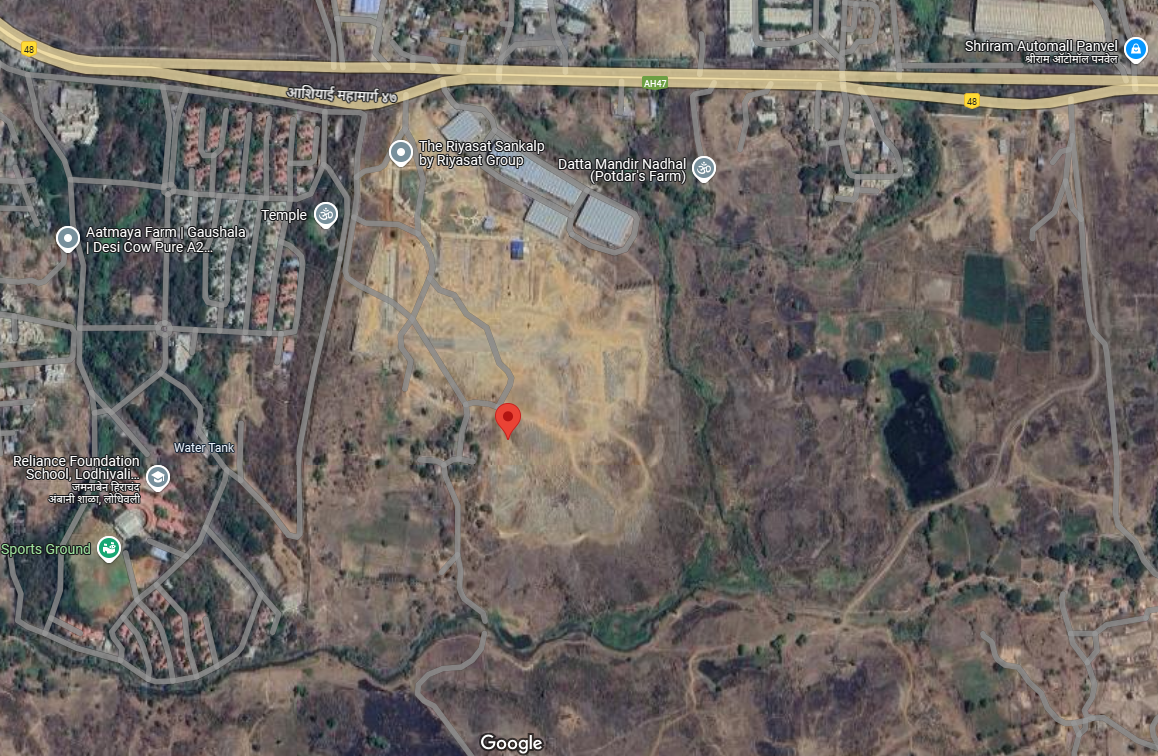 48
Shriram Automall Panvel
श्रीराम ऑटोमॉल पनवेल
AH47
48
आशियाई महामार्ग ४७
The Riyasat Sankalp
by Riyasat Group
Datta Mandir Nadhal
(Potdar's Farm)
Temple
Aatmaya Farm | Gaushala
| Desi Cow Pure A2...
Water Tank
Reliance Foundation
School, Lodhivali...
जमनाबेन हिराचंद
अंबानी शाळा, लोधिवली
Sports Ground
Google